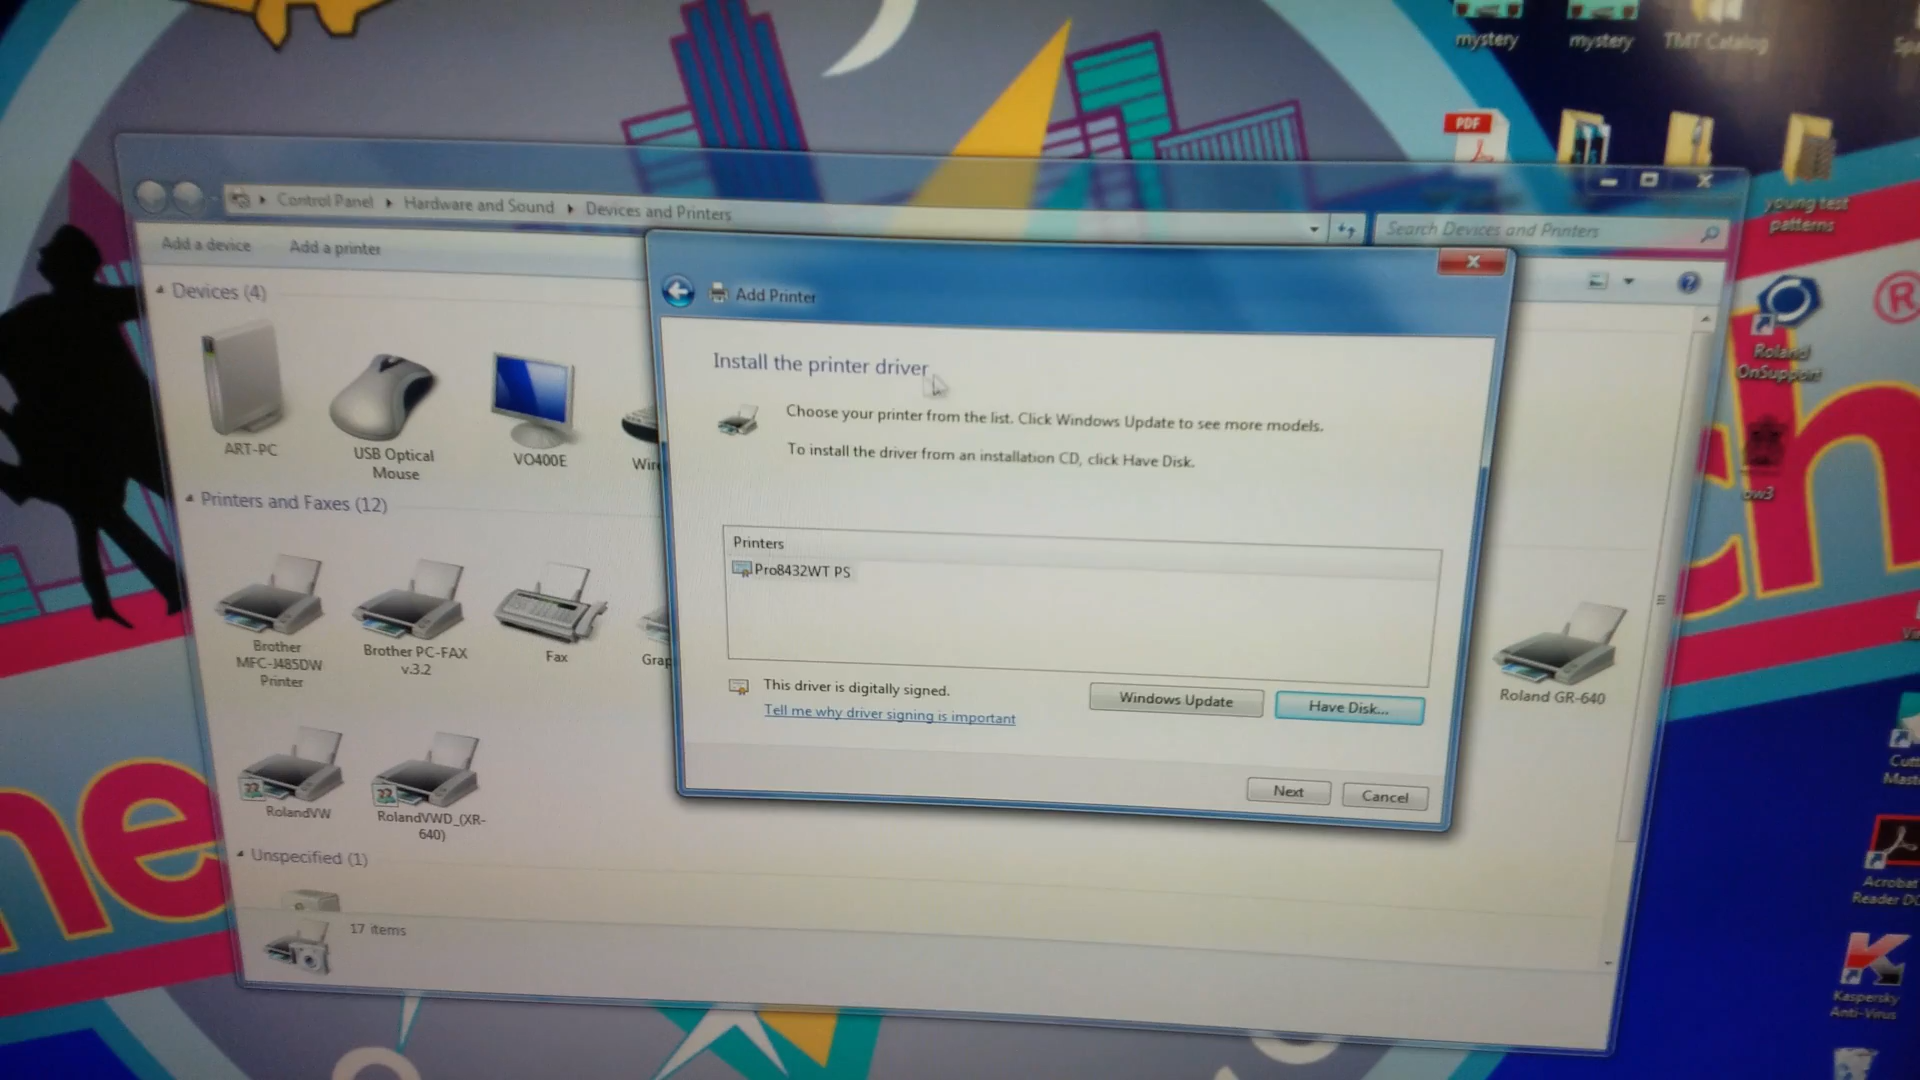 mystery
mystery
TMT Catalog
PDF
young test
patterns
Control Panel
Hardware and Sound
Devices and Printers
Search Devices and Printers
Add a device
Add a printer
Devices (4)
ART-PC
USB Optical
Mouse
VO400E
Printers and Faxes (12)
Brother
MFC-J485DW
Printer
Brother PC-FAX
v.3.2
Fax
Roland GR-640
RolandVW
RolandVWD_(XR-
640)
Unspecified (1)
17 items
Add Printer
Install the printer driver
Choose your printer from the list. Click Windows Update to see more models.
To install the driver from an installation CD, click Have Disk.
Printers
Pro8432WT PS
This driver is digitally signed.
Tell me why driver signing is important
Windows Update
Have Disk...
Next
Cancel
Roland
OnSupport
®
ow3
Acrobat
Reader DC
Kaspersky
Anti-Virus
ne
ch